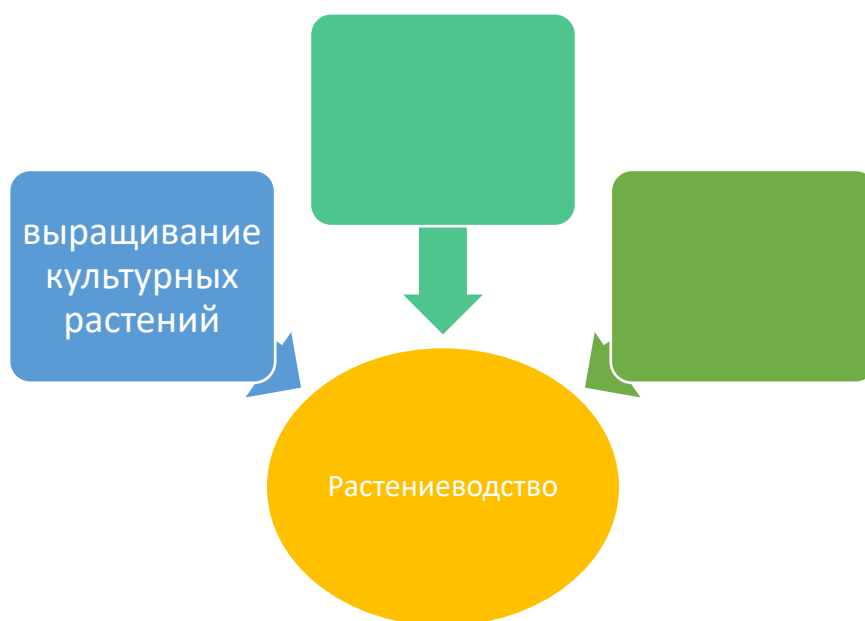 выращивание
культурных
растений
Растениеводство